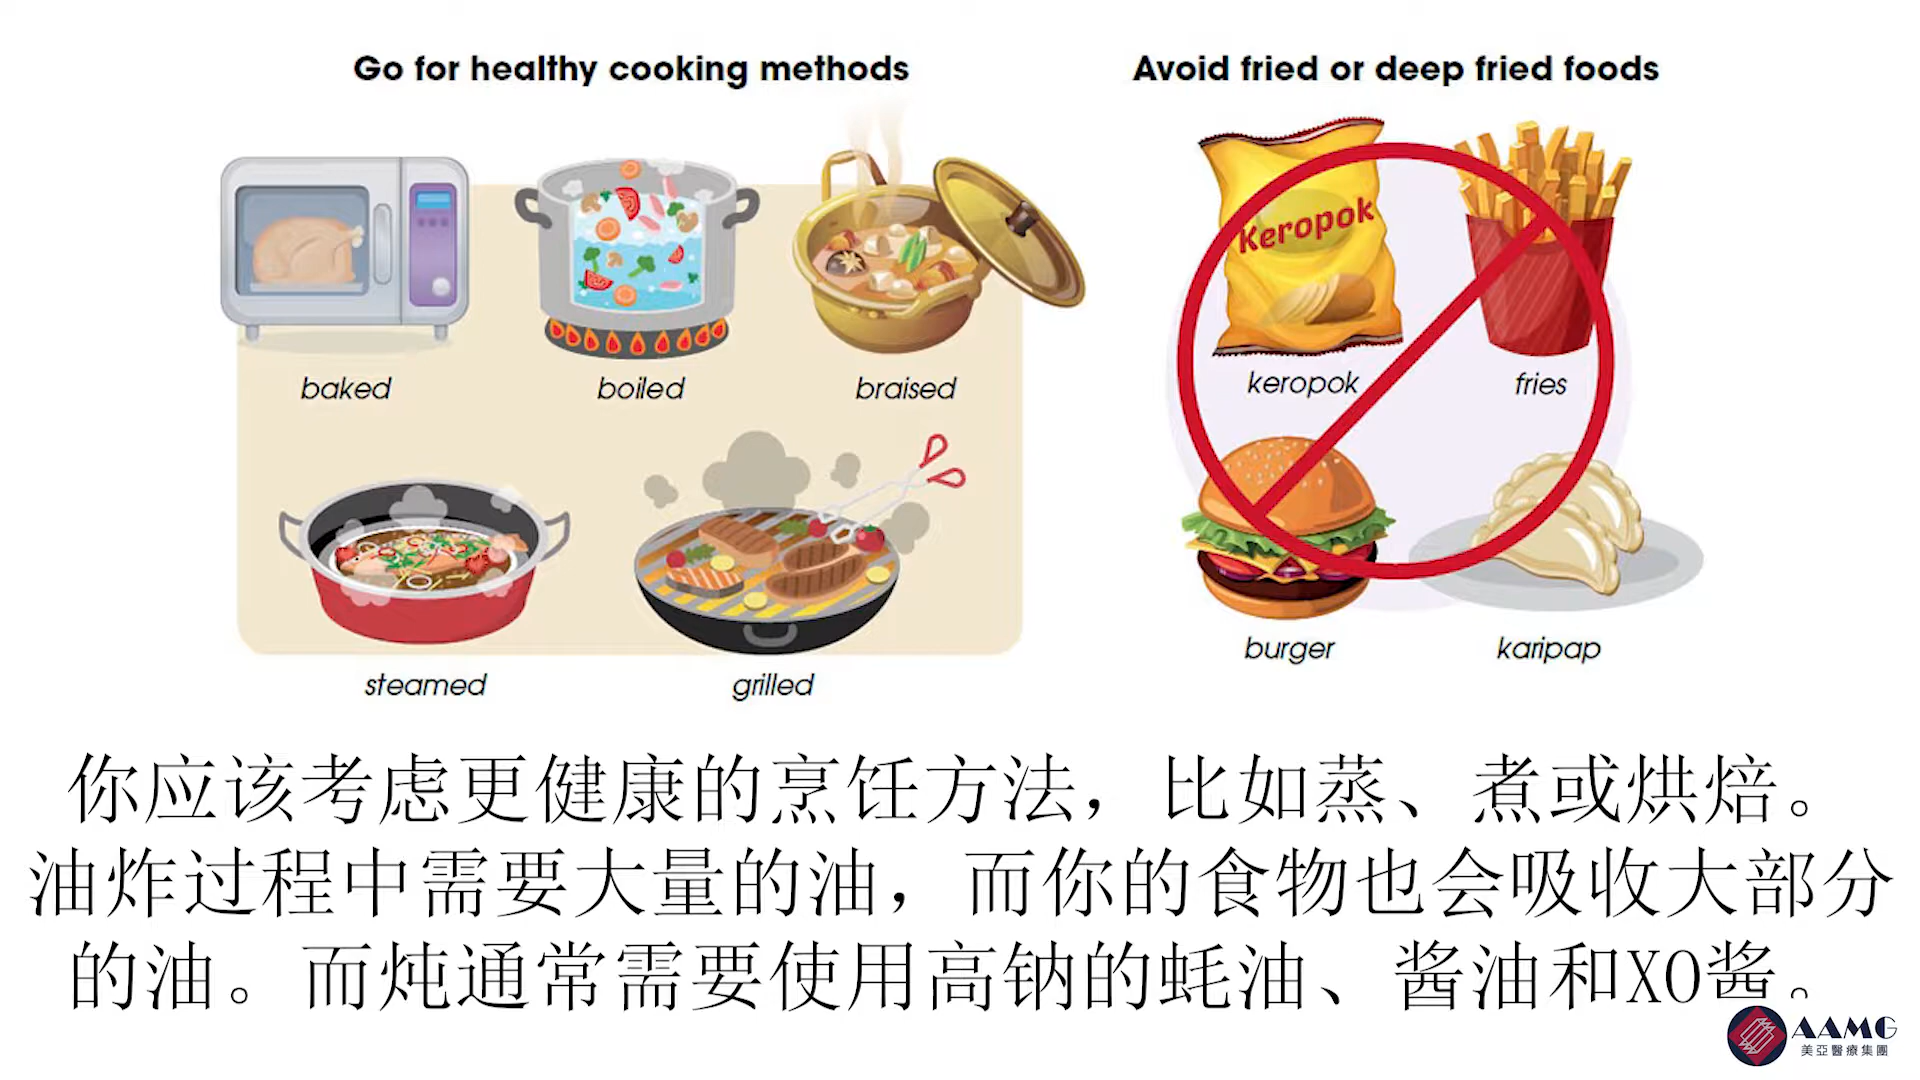 Go for healthy cooking methods
Avoid fried or deep fried foods
Keropok
baked
boiled
braised
keropok
fries
steamed
grilled
burger
karipap
你应该考虑更健康的烹饪方法，比如蒸、煮或烘焙。
油炸过程中需要大量的油，而你的食物也会吸收大部分
的油。而炖通常需要使用高钠的蚝油、酱油和XO酱。
AAMG
美亞醫療集團